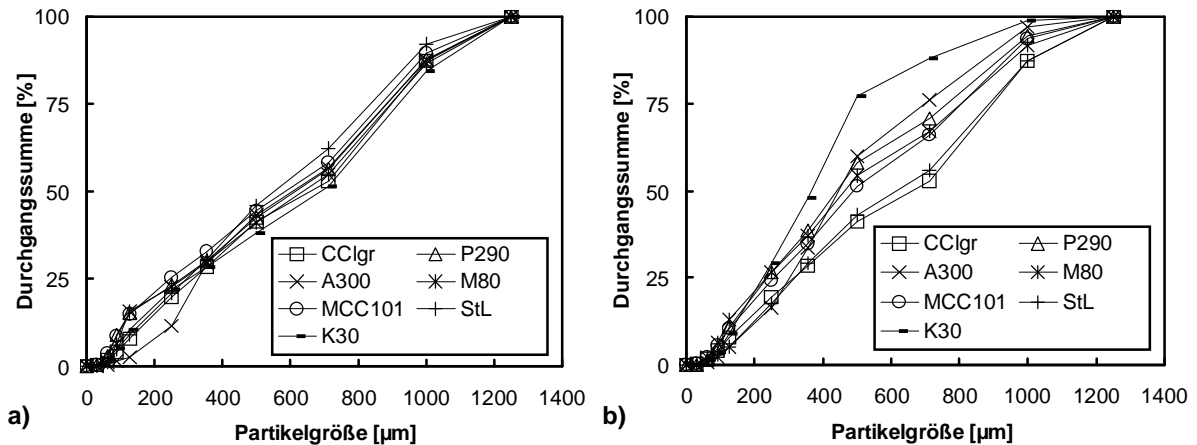 100
75
50
25
0
Durchgangssumme [%]
CClgr
P290
A300
M80
MCC101
StL
K30
0 200 400 600 800 1000 1200 1400
Partikelgröße [µm]
a)
100
75
50
25
0
Durchgangssumme [%]
CClgr
P290
A300
M80
MCC101
StL
K30
0 200 400 600 800 1000 1200 1400
Partikelgröße [µm]
b)